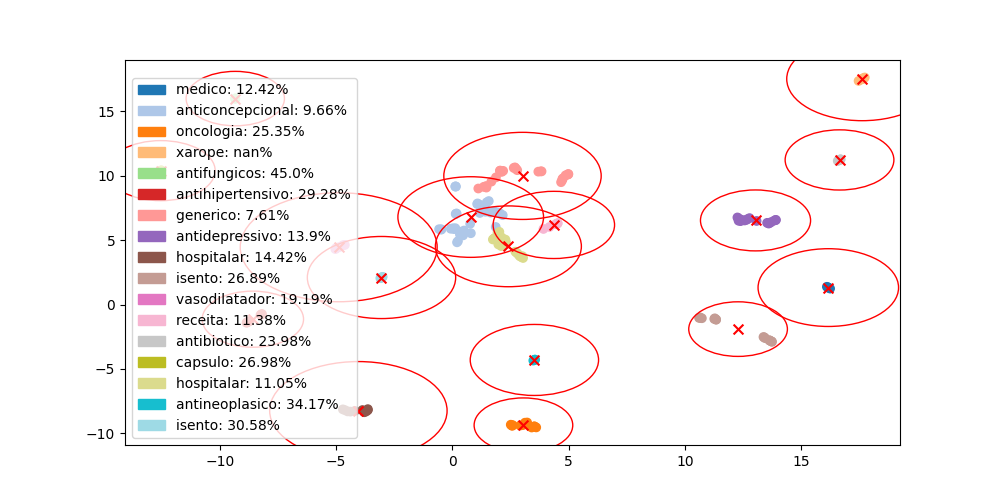 15
10
5
0
−5
−10
medico: 12.42%
anticoncepcional: 9.66%
oncologia: 25.35%
xarope: nan%
antifungicos: 45.0%
antihipertensivo: 29.28%
generico: 7.61%
antidepressivo: 13.9%
hospitalar: 14.42%
isento: 26.89%
vasodilatador: 19.19%
receita: 11.38%
antibiotico: 23.98%
capsulo: 26.98%
hospitalar: 11.05%
antineoplasico: 34.17%
isento: 30.58%
−10 −5 0 5 10 15